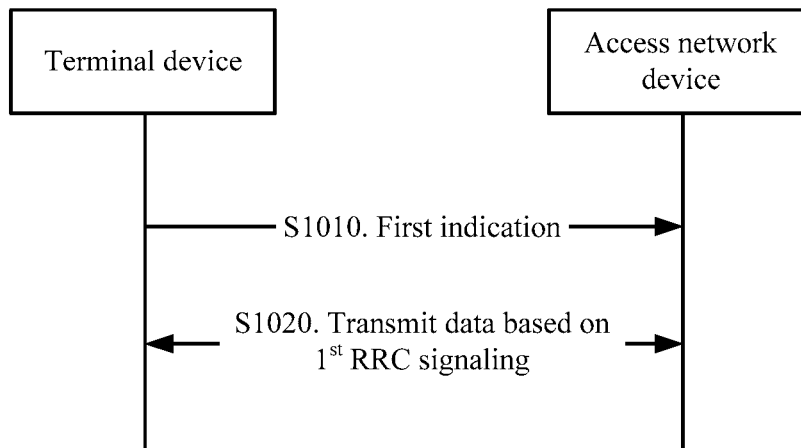 Terminal device
Access network
device
S1010. First indication
S1020. Transmit data based on
1st RRC signaling